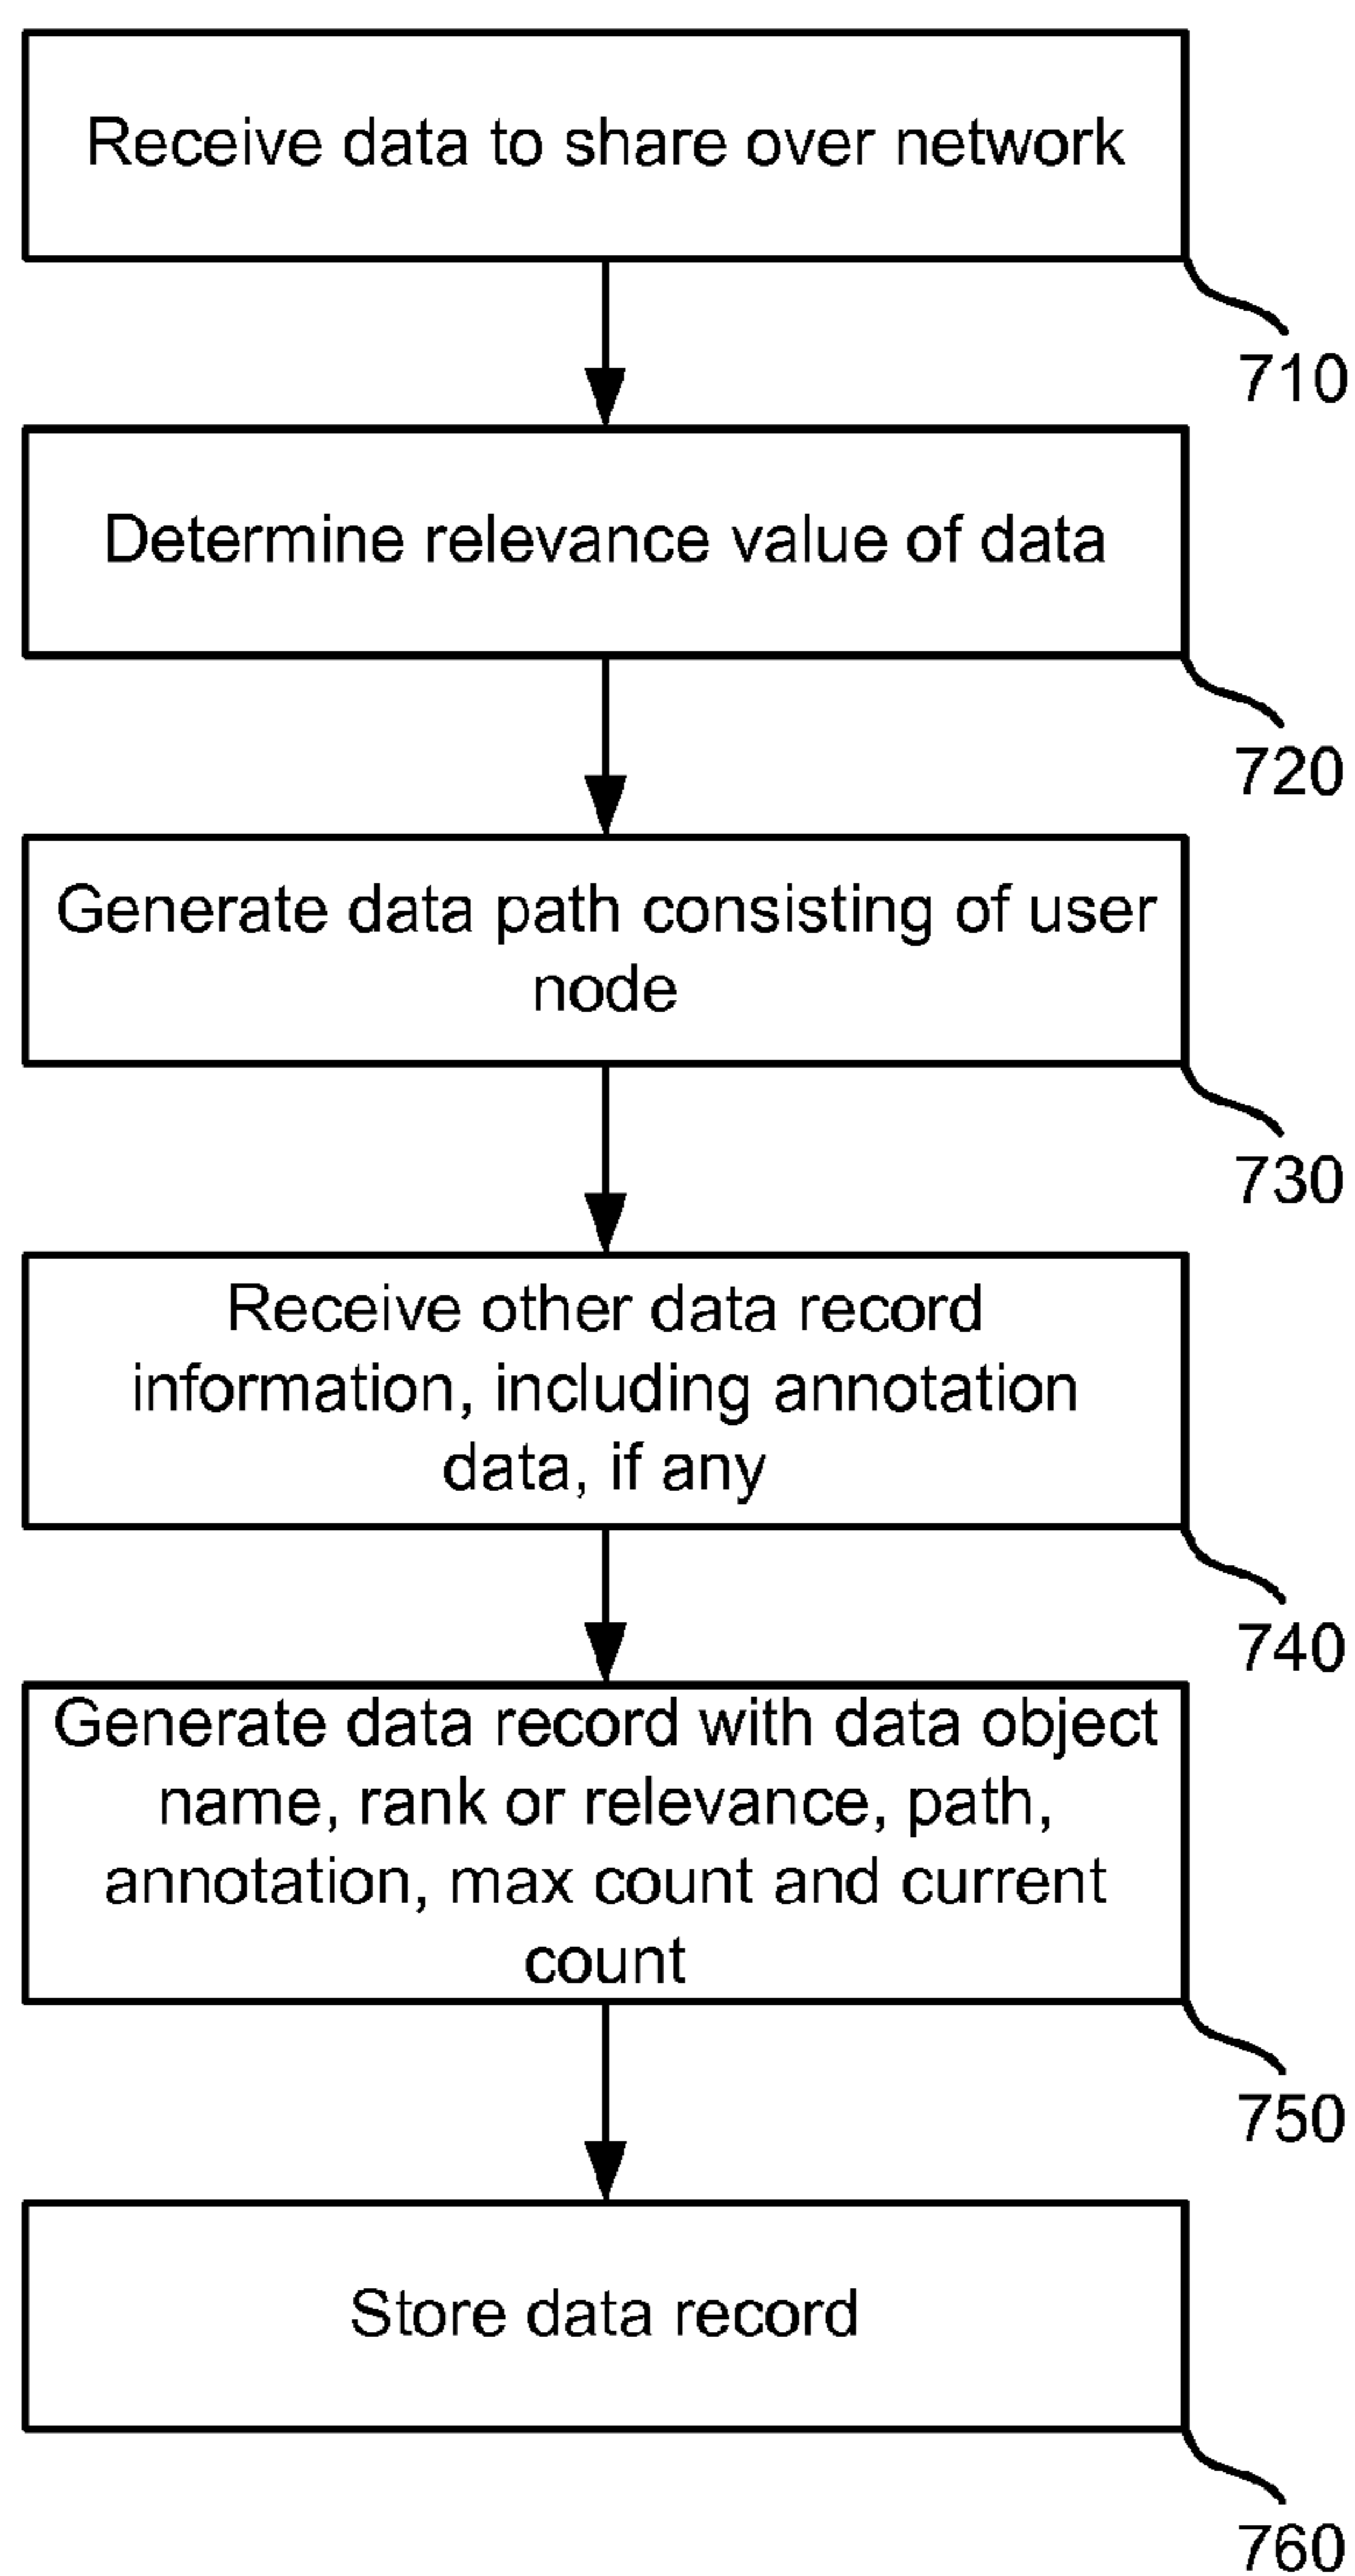 Receive data to share over network
710
Determine relevance value of data
720
Generate data path consisting of user
node
730
Receive other data record
information, including annotation
data, if any
740
Generate data record with data object
name, rank or relevance, path,
annotation, max count and current
count
750
Store data record
760